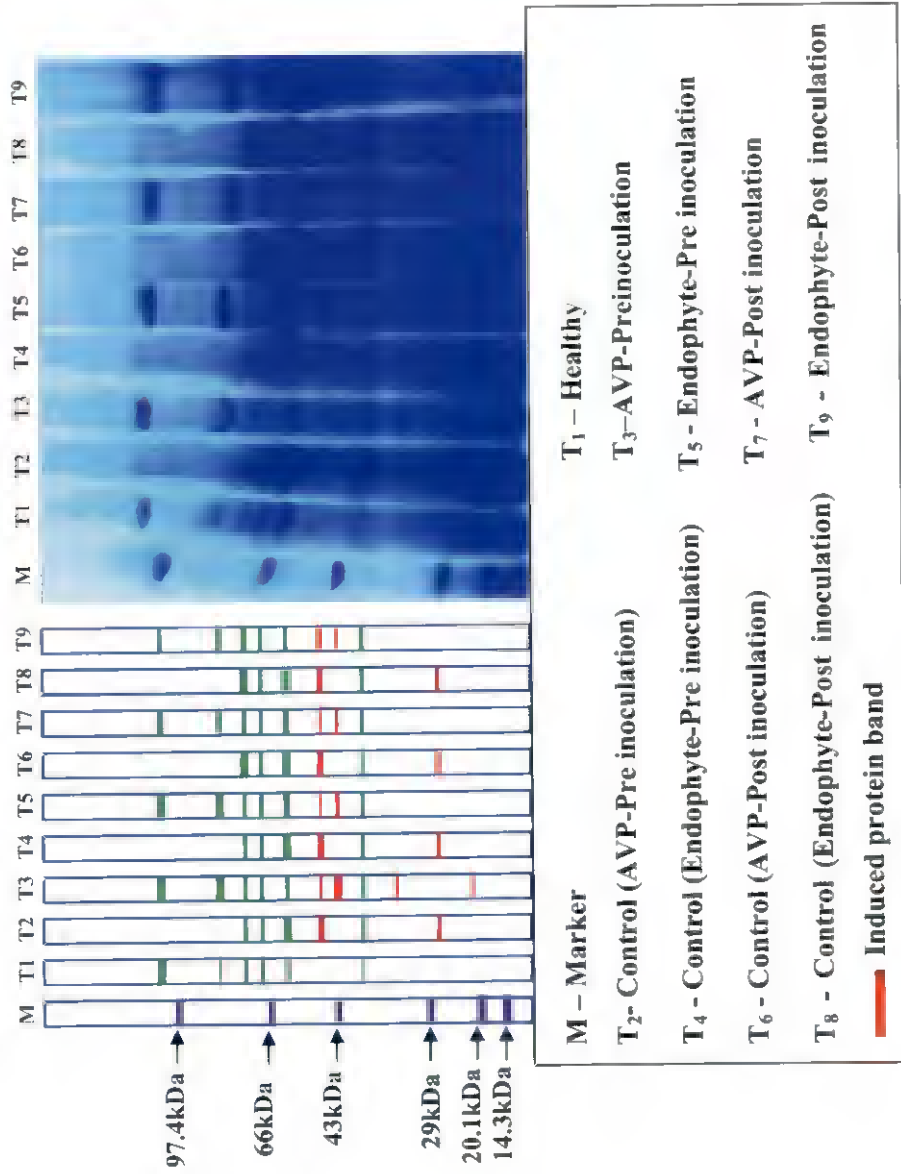 M T1 T2 T3 T4 T5 T6 T7 T8 T9
M T1 T2 T3 T4 T5 T6 T7 T8 T9
97.4kDa
66kDa
43kDa
29kDa
20.1kDa
14.3kDa
M – Marker
T₁ – Healthy
T₂- Control (AVP-Pre inoculation)
T₃–AVP-Preinoculation
T₄ - Control (Endophyte-Pre inoculation)
T₅ - Endophyte-Pre inoculation
T₆ - Control (AVP-Post inoculation)
T₇ - AVP-Post inoculation
T₈ - Control (Endophyte-Post inoculation)
T₉ - Endophyte-Post inoculation
Induced protein band